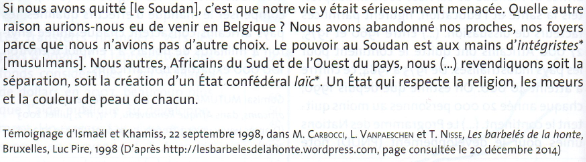 Si nous avons quitté [le Soudan], c'est que notre vie y était sérieusement menacée. Quelle autre
raison aurions-nous eu de venir en Belgique ? Nous avons abandonné nos proches, nos foyers
parce que nous n'avions pas d'autre choix. Le pouvoir au Soudan est aux mains d'intégristes*
[musulmans]. Nous autres, Africains du Sud et de l'Ouest du pays, nous (...) revendiquons soit la
séparation, soit la création d'un État confédéral laïc*. Un État qui respecte la religion, les mœurs
et la couleur de peau de chacun.
Témoignage d'Ismaël et Khamiss, 22 septembre 1998, dans M. CARBOCCI, L. VANPAESCHEN et T. NISSE, Les barbelés de la honte,
Bruxelles, Luc Pire, 1998 (D'après http://lesbarbelesdelahonte.wordpress.com, page consultée le 20 décembre 2014)